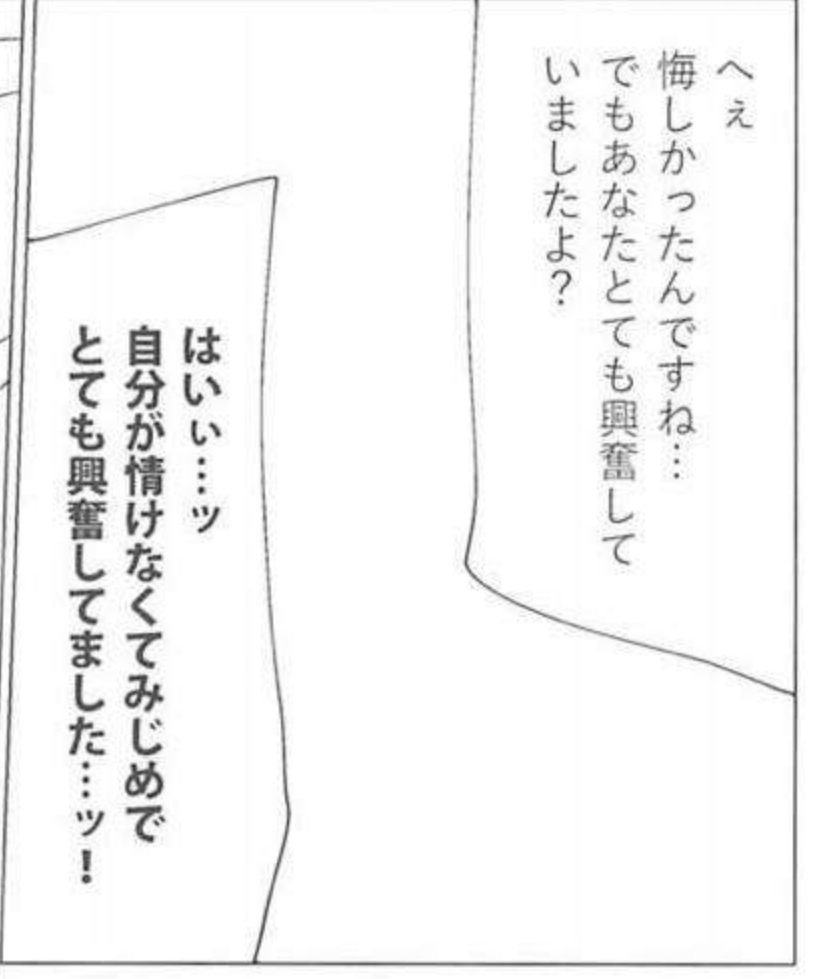 へぇ
悔しかったんですね…
でもあなたとても興奮して
いましたよ？
はいぃ…ッ
自分が情けなくてみじめで
とても興奮してました…ッ！